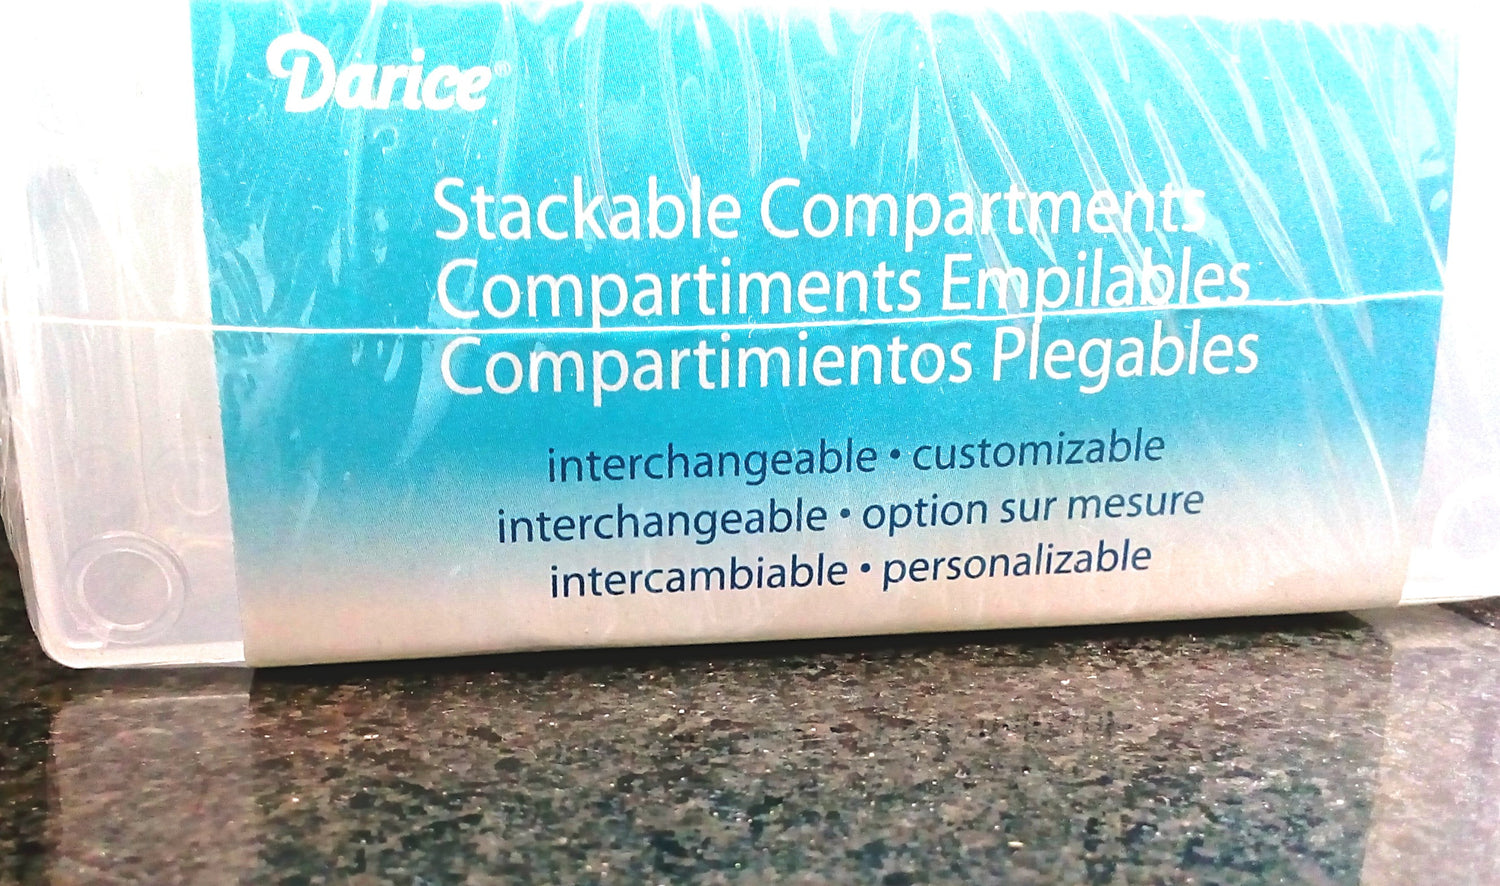 Darice®
Stackable Compartments
Compartiments Empilables
Compartimientos Plegables
interchangeable • customizable
interchangeable • option sur mesure
intercambiable • personalizable